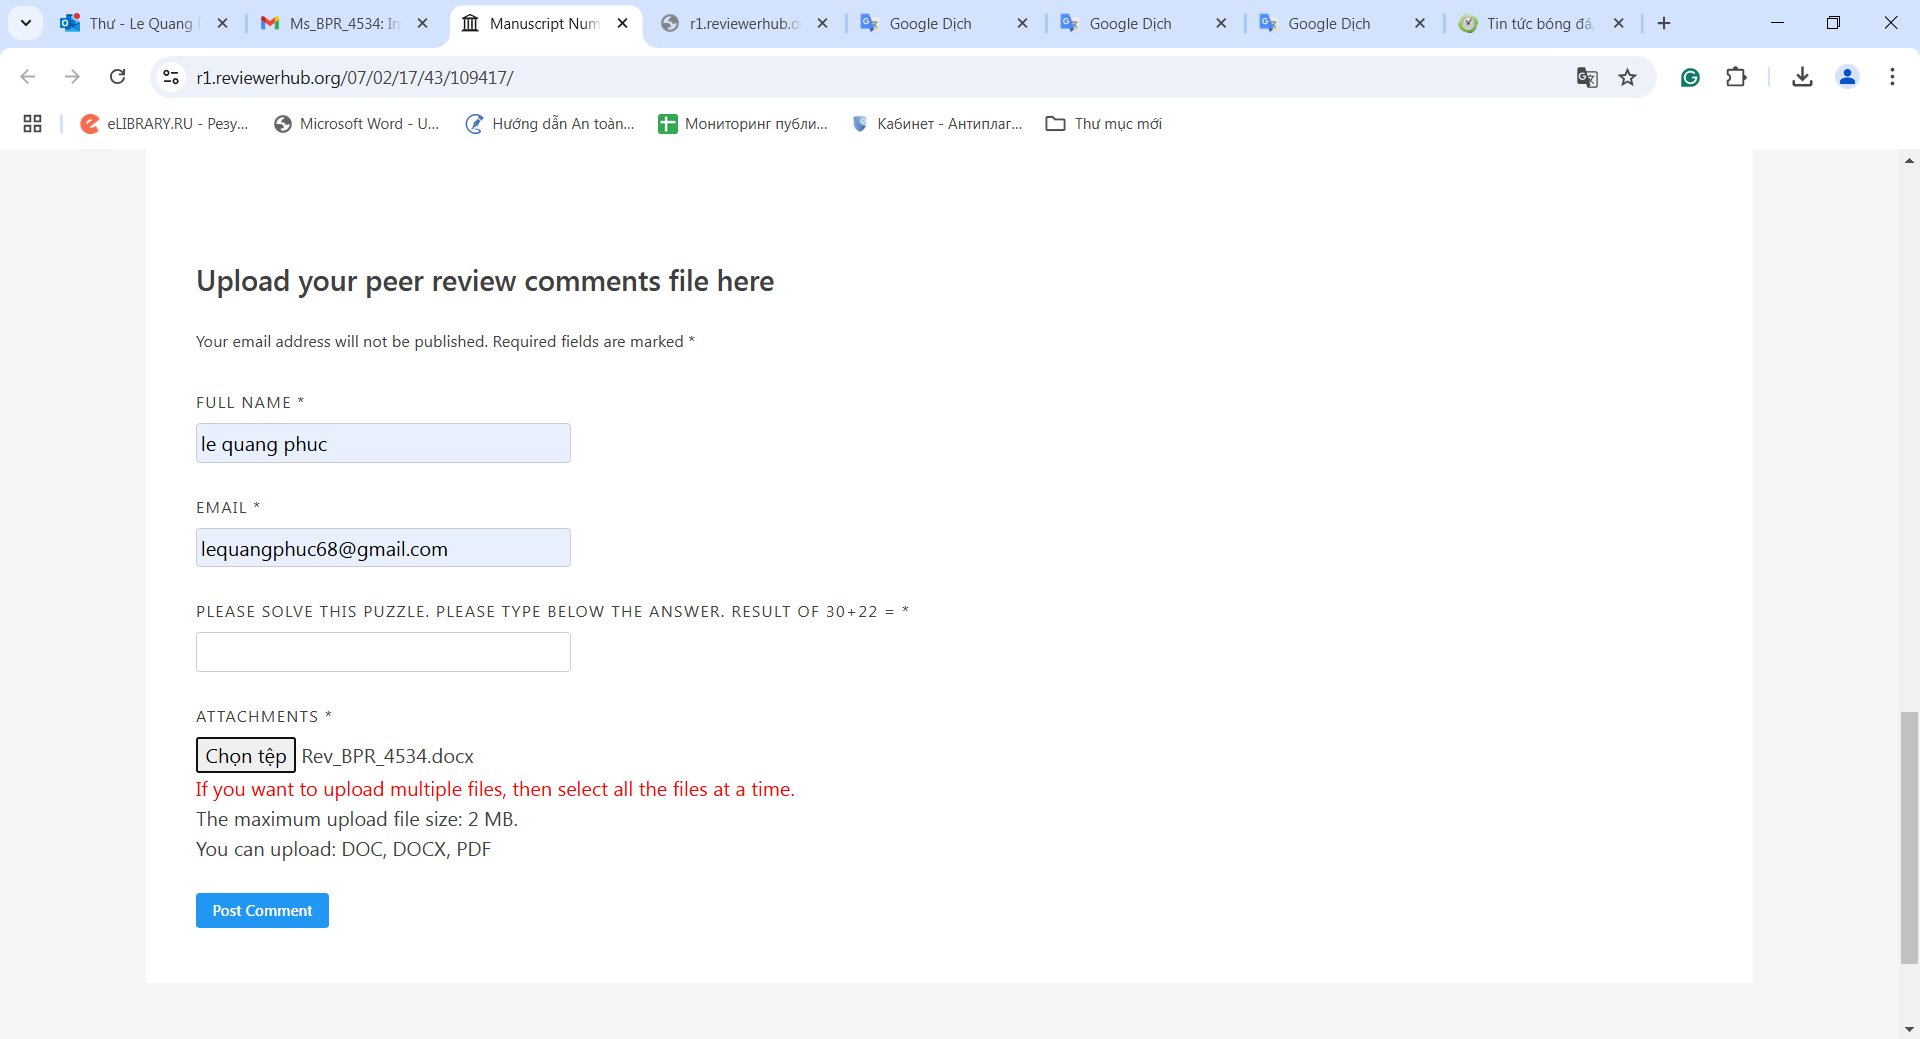 Thư - Le Quang
Ms_BPR_4534: In
Manuscript Num
r1.reviewerhub.o
Google Dịch
Google Dịch
Google Dịch
Tin tức bóng đá,
r1.reviewerhub.org/07/02/17/43/109417/
eLIBRARY.RU - Резу...
Microsoft Word - U...
Hướng dẫn An toàn...
Мониторинг публи...
Кабинет - Антиплаг...
Thư mục mới
Upload your peer review comments file here
Your email address will not be published. Required fields are marked *
FULL NAME *
le quang phuc
EMAIL *
lequangphuc68@gmail.com
PLEASE SOLVE THIS PUZZLE. PLEASE TYPE BELOW THE ANSWER. RESULT OF 30+22 = *
ATTACHMENTS *
Chọn tệp Rev_BPR_4534.docx
If you want to upload multiple files, then select all the files at a time.
The maximum upload file size: 2 MB.
You can upload: DOC, DOCX, PDF
Post Comment